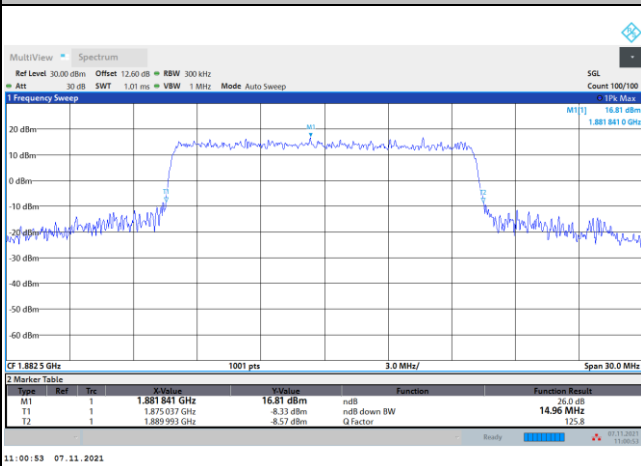 MultiView Spectrum
Ref Level 30.00 dBm Offset 12.60 dB RBW 300 kHz SGL
Att 30 dB SWT 1.01 ms VBW 1 MHz Mode Auto Sweep Count 100/100
1 Frequency Sweep 1Pk Max
M1[1] 16.81 dBm
1.881 841 0 GHz
M1
20 dBm
10 dBm
0 dBm
T1 T2
-10 dBm
-20 dBm
-30 dBm
-40 dBm
-50 dBm
-60 dBm
CF 1.882 5 GHz 1001 pts 3.0 MHz/ Span 30.0 MHz
2 Marker Table
Type Ref Trc X-Value Y-Value Function Function Result
M1 1 1.881 841 GHz 16.81 dBm ndB 26.0 dB
T1 1 1.875 037 GHz -8.33 dBm ndB down BW 14.96 MHz
T2 1 1.889 993 GHz -8.57 dBm Q Factor 125.8
Ready 07.11.2021
11:00:53
11:00:53 07.11.2021